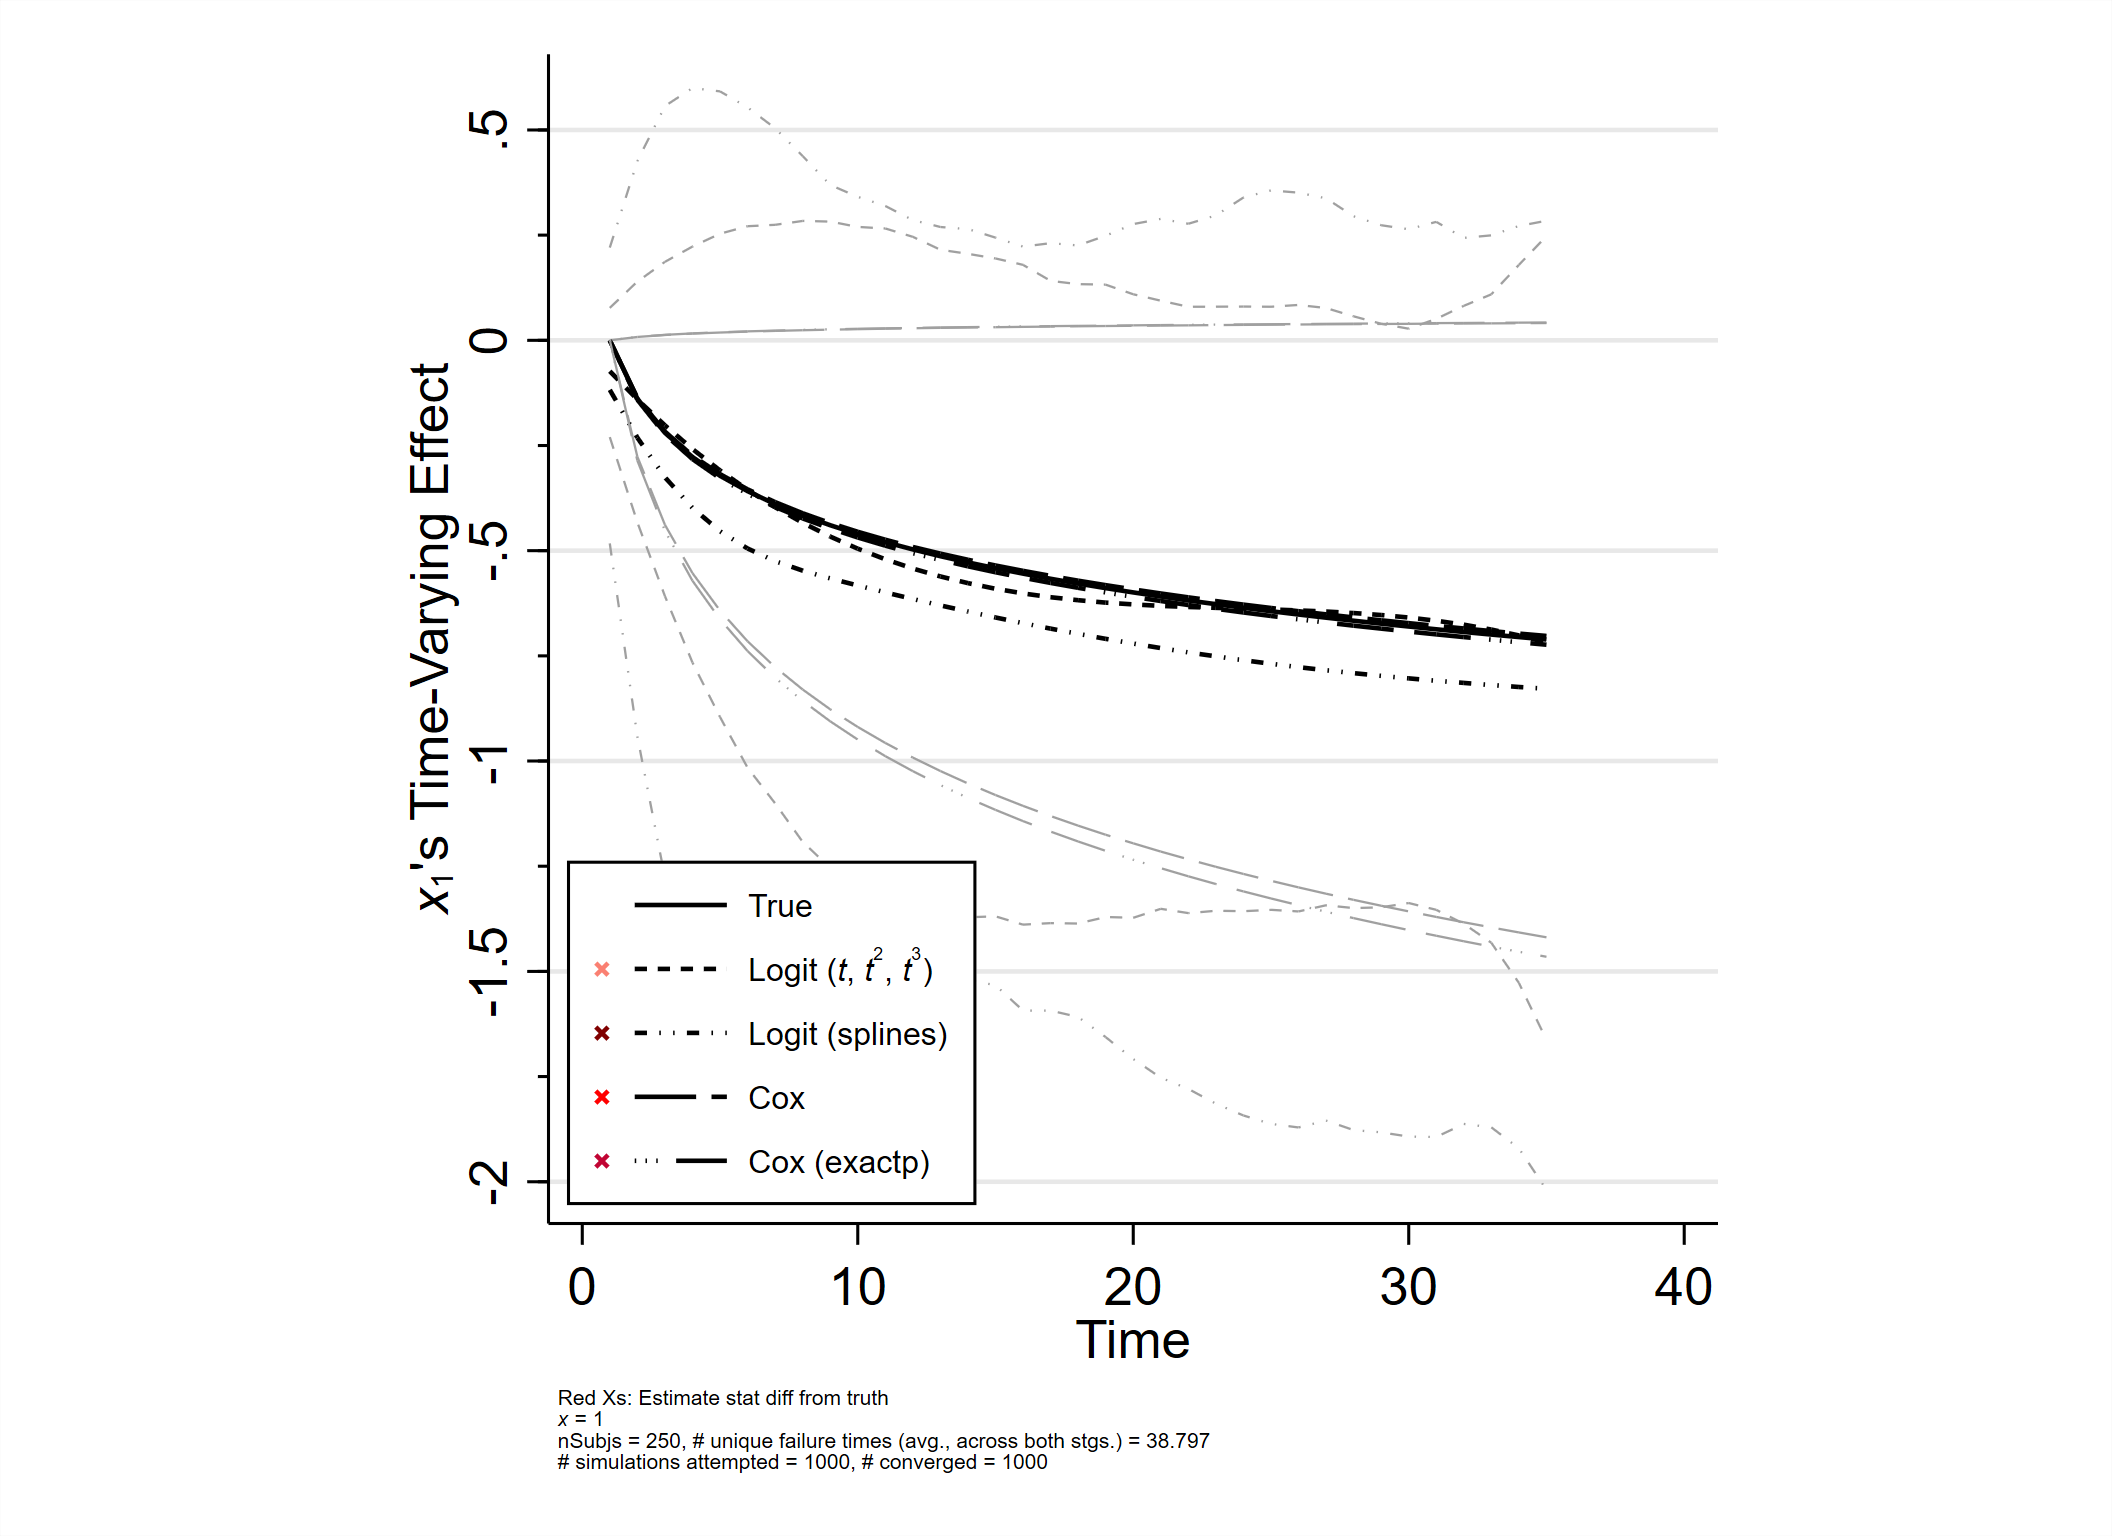 x₁'s Time-Varying Effect
.5
0
-.5
-1
-1.5
-2
True
Logit (t, t², t³)
Logit (splines)
Cox
Cox (exactp)
0 10 20 30 40
Time
Red Xs: Estimate stat diff from truth
x = 1
nSubjs = 250, # unique failure times (avg., across both stgs.) = 38.797
# simulations attempted = 1000, # converged = 1000